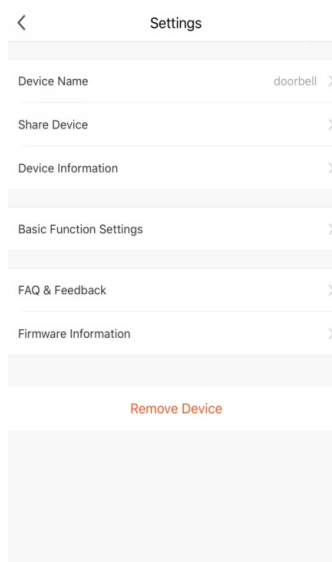 Settings
Device Name doorbell
Share Device
Device Information
Basic Function Settings
FAQ & Feedback
Firmware Information
Remove Device